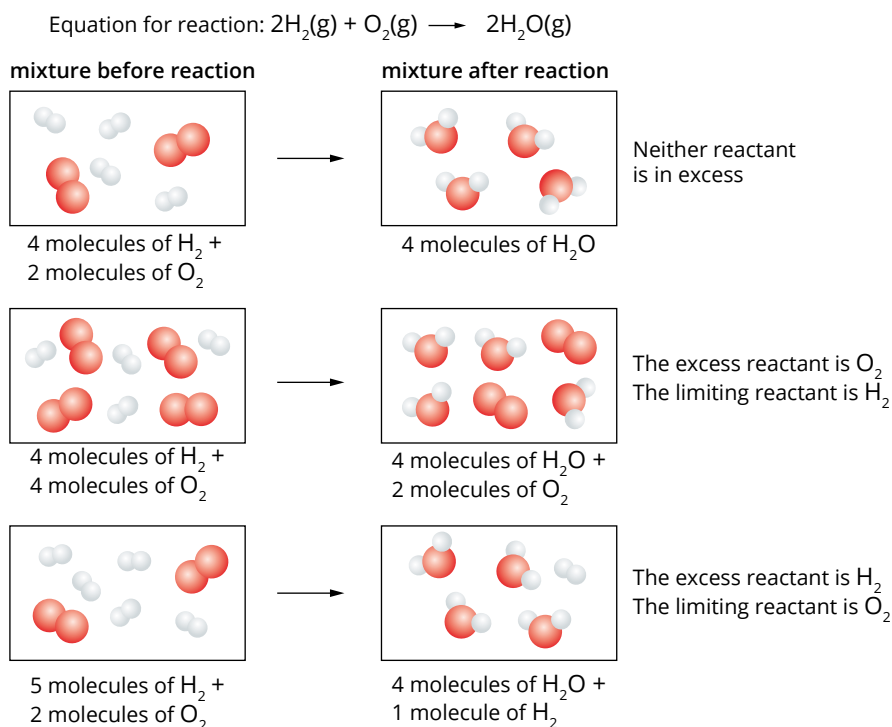 Equation for reaction: 2H₂(g) + O₂(g) ⟶ 2H₂O(g)
mixture before reaction
mixture after reaction
Neither reactant
is in excess
4 molecules of H₂ +
2 molecules of O₂
4 molecules of H₂O
The excess reactant is O₂
The limiting reactant is H₂
4 molecules of H₂ +
4 molecules of O₂
4 molecules of H₂O +
2 molecules of O₂
The excess reactant is H₂
The limiting reactant is O₂
5 molecules of H₂ +
2 molecules of O₂
4 molecules of H₂O +
1 molecule of H₂